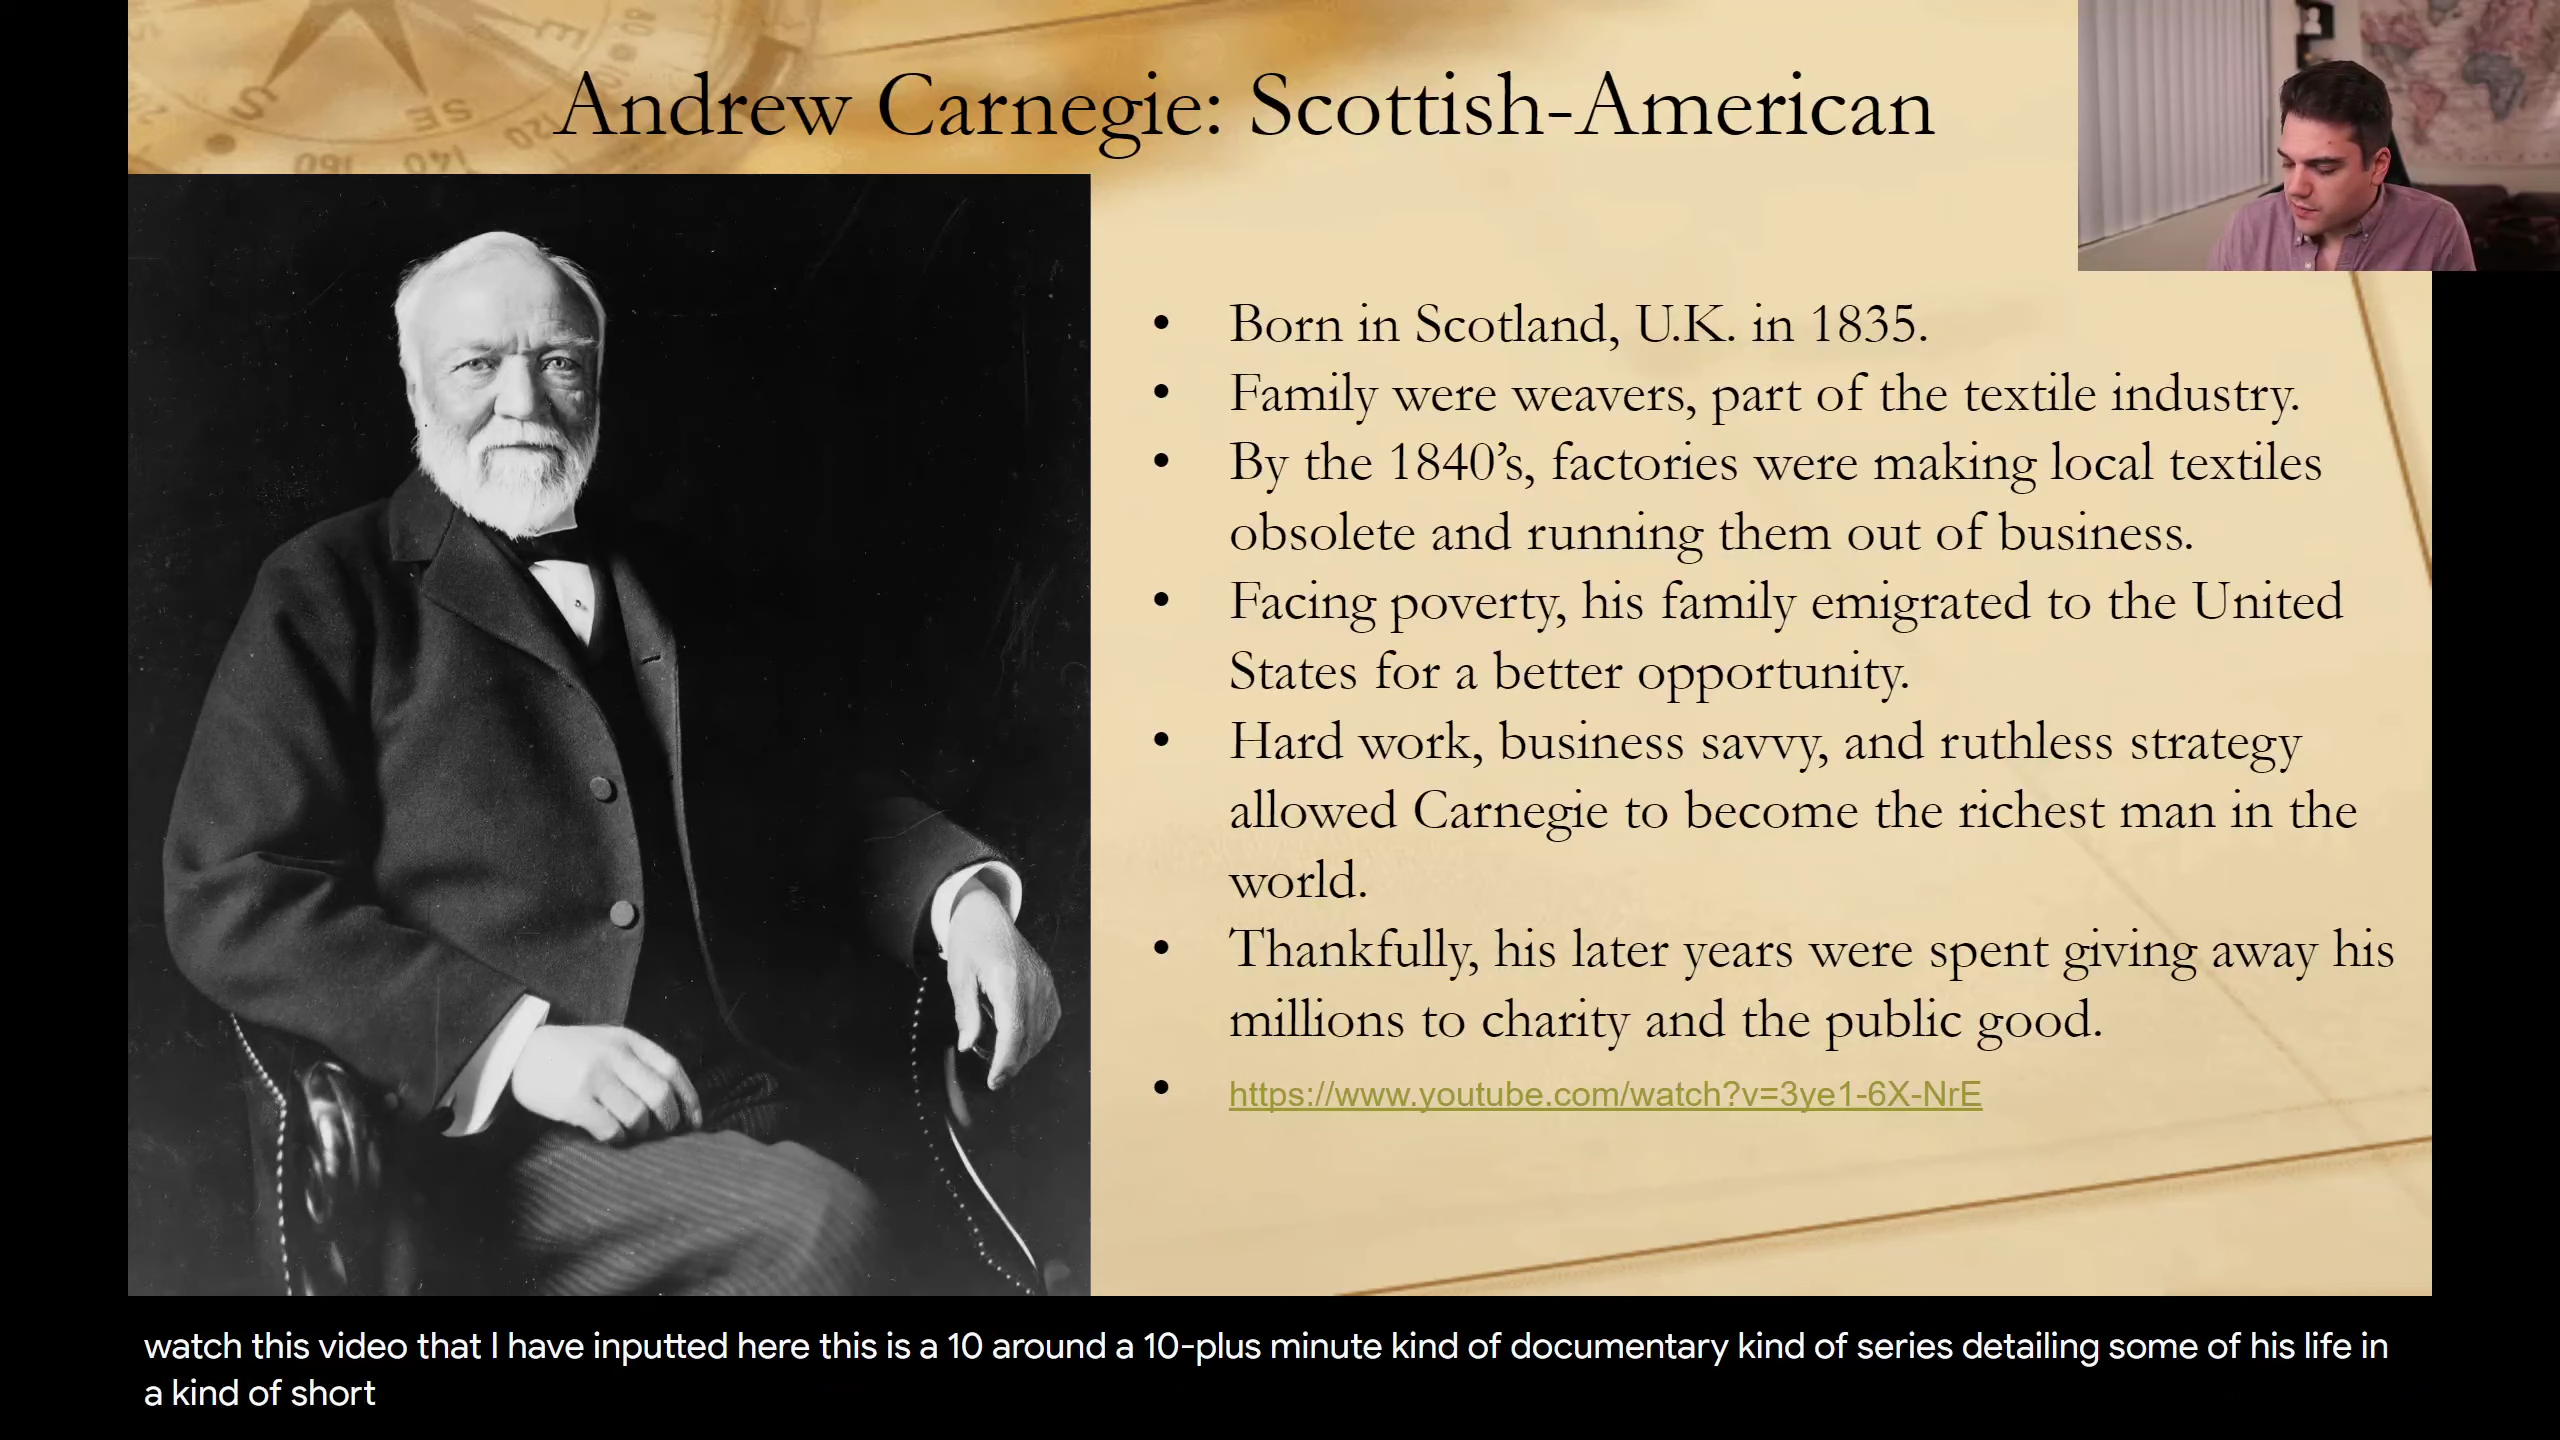 Andrew Carnegie: Scottish-American
• Born in Scotland, U.K. in 1835.
• Family were weavers, part of the textile industry.
• By the 1840’s, factories were making local textiles
obsolete and running them out of business.
• Facing poverty, his family emigrated to the United
States for a better opportunity.
• Hard work, business savvy, and ruthless strategy
allowed Carnegie to become the richest man in the
world.
• Thankfully, his later years were spent giving away his
millions to charity and the public good.
• https://www.youtube.com/watch?v=3ye1-6X-NrE
watch this video that I have inputted here this is a 10 around a 10-plus minute kind of documentary kind of series detailing some of his life in
a kind of short